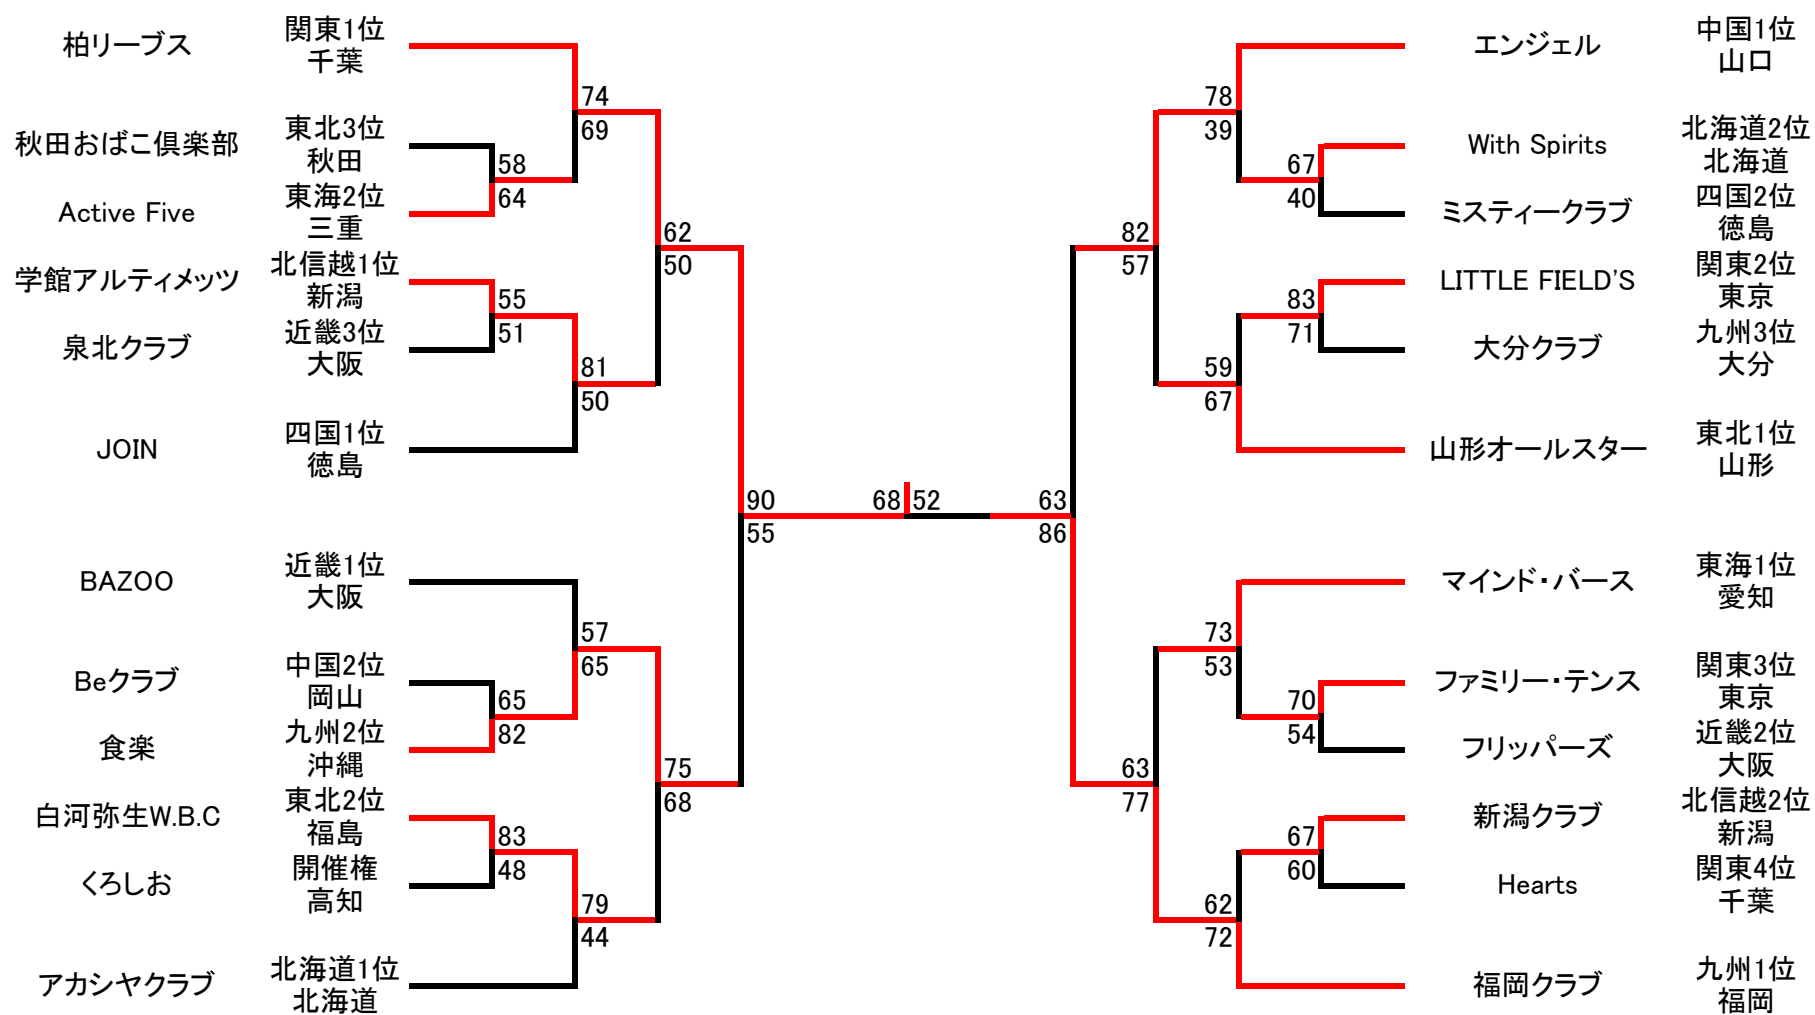 柏リーブス
関東1位
千葉
秋田おばこ倶楽部
東北3位
秋田
Active Five
東海2位
三重
学館アルティメッツ
北信越1位
新潟
泉北クラブ
近畿3位
大阪
JOIN
四国1位
徳島
BAZOO
近畿1位
大阪
Beクラブ
中国2位
岡山
食楽
九州2位
沖縄
白河弥生W.B.C
東北2位
福島
くろしお
開催権
高知
アカシヤクラブ
北海道1位
北海道
58
64
55
51
65
82
83
48
74
69
81
50
57
65
79
44
62
50
75
68
90
55
68
52
63
86
82
57
63
77
78
39
59
67
73
53
62
72
67
40
83
71
70
54
67
60
エンジェル
中国1位
山口
With Spirits
北海道2位
北海道
ミスティークラブ
四国2位
徳島
LITTLE FIELD'S
関東2位
東京
大分クラブ
九州3位
大分
山形オールスター
東北1位
山形
マインド・バース
東海1位
愛知
ファミリー・テンス
関東3位
東京
フリッパーズ
近畿2位
大阪
新潟クラブ
北信越2位
新潟
Hearts
関東4位
千葉
福岡クラブ
九州1位
福岡